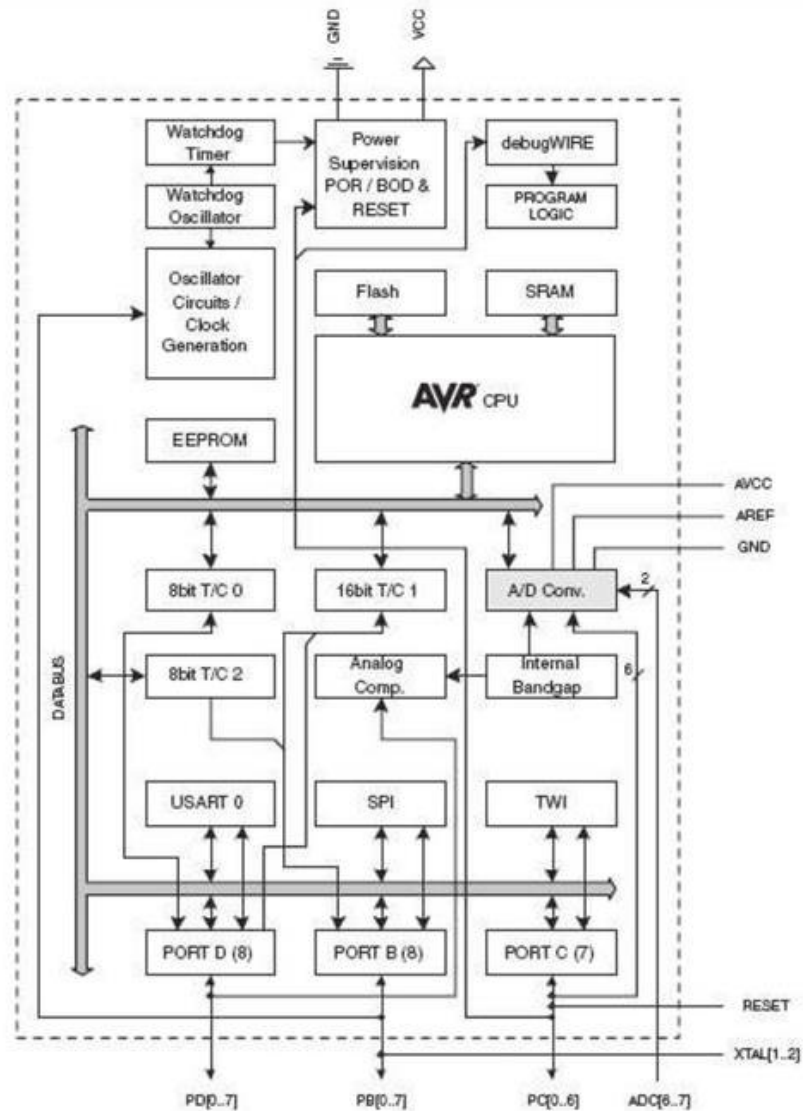 GND
VCC
Watchdog
Timer
Power
Supervision
POR / BOD &
RESET
debugWIRE
Watchdog
Oscillator
PROGRAM
LOGIC
Oscillator
Circuits /
Clock
Generation
Flash
SRAM
AVR CPU
EEPROM
AVCC
AREF
GND
8bit T/C 0
16bit T/C 1
A/D Conv.
2
8bit T/C 2
Analog
Comp.
Internal
Bandgap
6
DATABUS
USART 0
SPI
TWI
PORT D (8)
PORT B (8)
PORT C (7)
RESET
XTAL[1..2]
PD[0..7]
PB[0..7]
PC[0..6]
ADC[6..7]